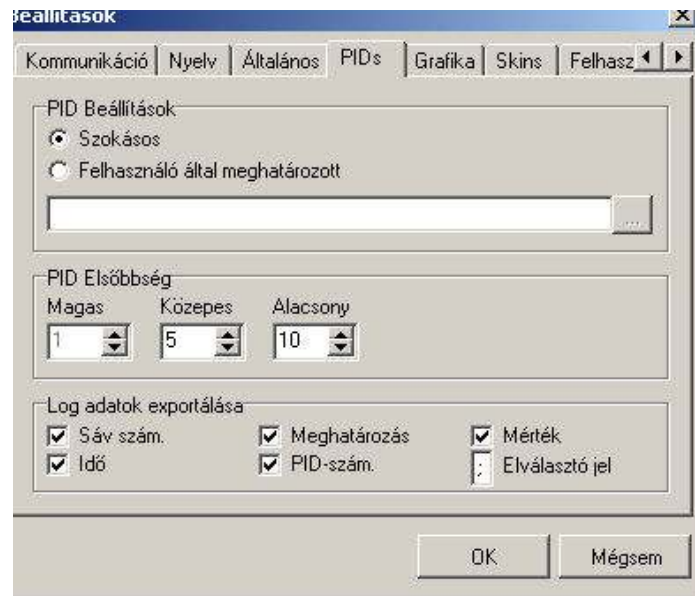 Beállítások
Kommunikáció Nyelv Általános PIDs Grafika Skins Felhasz
PID Beállítások
Szokásos
Felhasználó által meghatározott
...
PID Elsőbbség
Magas Közepes Alacsony
1 5 10
Log adatok exportálása
Sáv szám. Meghatározás Mérték
Idő PID-szám. ; Elválasztó jel
OK Mégsem